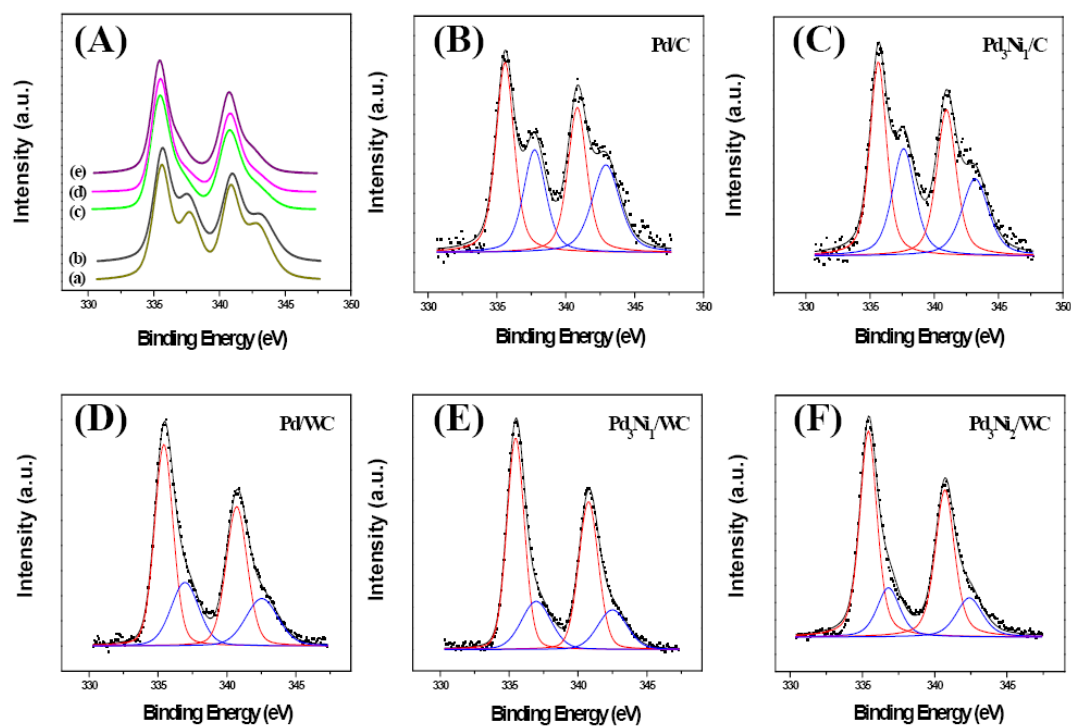 (A)
Intensity (a.u.)
(e)
(d)
(c)
(b)
(a)
330 335 340 345 350
Binding Energy (eV)
(B)
Pd/C
Intensity (a.u.)
330 335 340 345 350
Binding Energy (eV)
(C)
Pd₃Ni₁/C
Intensity (a.u.)
330 335 340 345 350
Binding Energy (eV)
(D)
Pd/WC
Intensity (a.u.)
330 335 340 345
Binding Energy (eV)
(E)
Pd₃Ni₁/WC
Intensity (a.u.)
330 335 340 345
Binding Energy (eV)
(F)
Pd₃Ni₂/WC
Intensity (a.u.)
330 335 340 345
Binding Energy (eV)